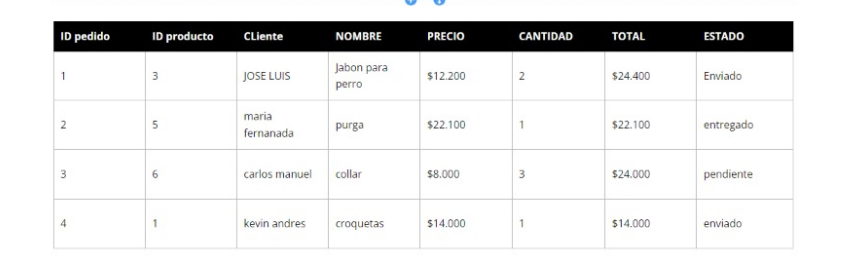 ID pedido ID producto CLiente NOMBRE PRECIO CANTIDAD TOTAL ESTADO
1 3 JOSE LUIS Jabon para perro $12.200 2 $24.400 Enviado
2 5 maria fernanada purga $22.100 1 $22.100 entregado
3 6 carlos manuel collar $8.000 3 $24.000 pendiente
4 1 kevin andres croquetas $14.000 1 $14.000 enviado